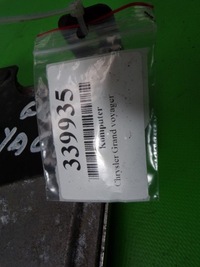 339935
Komputer
Chrysler Grand voyager